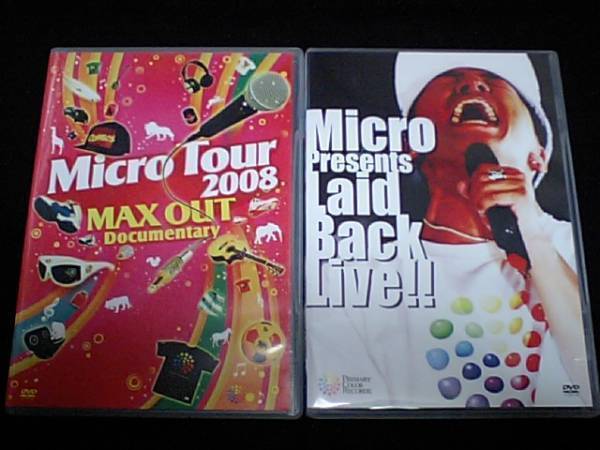 Micro Tour
2008
MAX OUT
Documentary
DVD
Micro
Presents
Laid
Back
Live!!
PRIMARY
COLOR
RECORDS
DVD